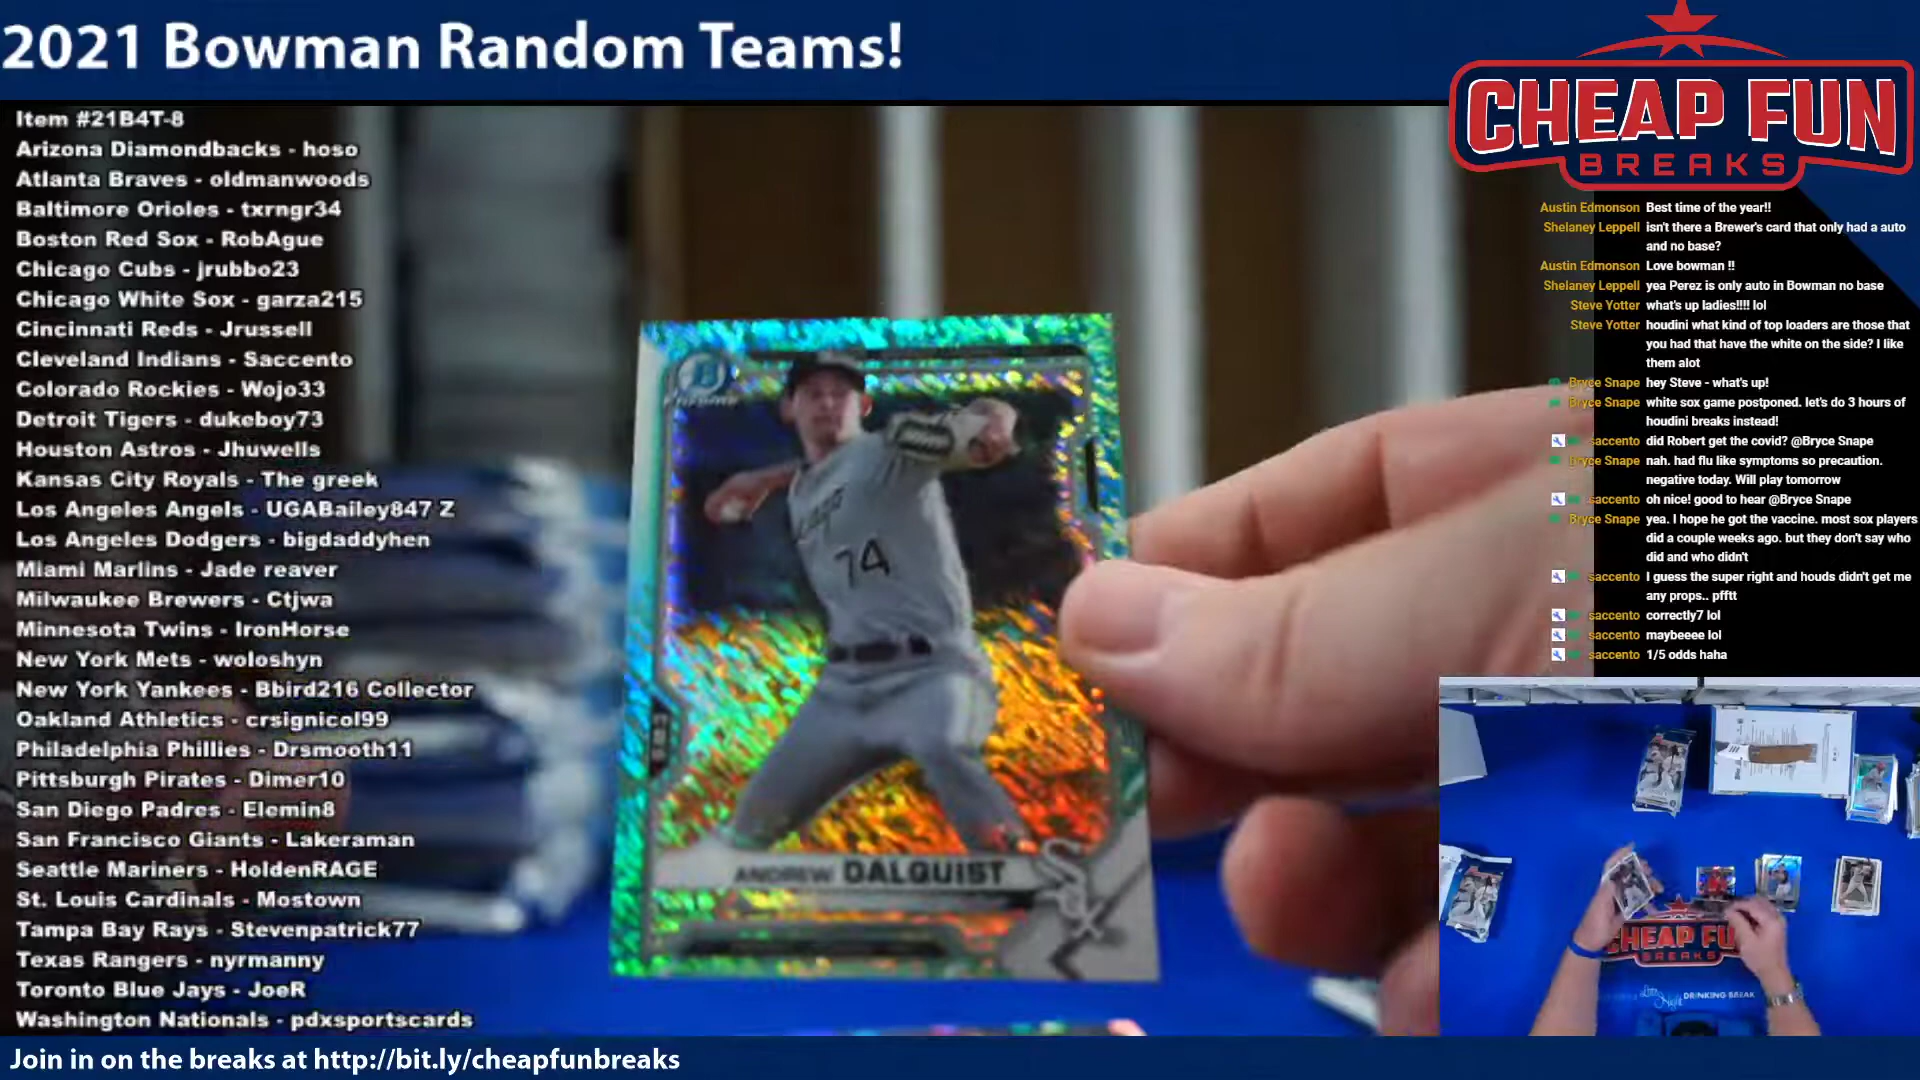 2021 Bowman Random Teams!
CHEAP FUN
BREAKS
Item #21B4T-8
Arizona Diamondbacks - hoso
Atlanta Braves - oldmanwoods
Baltimore Orioles - txrngr34
Boston Red Sox - RobAgue
Chicago Cubs - jrubbo23
Chicago White Sox - garza215
Cincinnati Reds - Jrussell
Cleveland Indians - Saccento
Colorado Rockies - Wojo33
Detroit Tigers - dukeboy73
Houston Astros - Jhuwells
Kansas City Royals - The greek
Los Angeles Angels - UGABailey847 Z
Los Angeles Dodgers - bigdaddyhen
Miami Marlins - Jade reaver
Milwaukee Brewers - Ctjwa
Minnesota Twins - IronHorse
New York Mets - woloshyn
New York Yankees - Bbird216 Collector
Oakland Athletics - crsignicol99
Philadelphia Phillies - Drsmooth11
Pittsburgh Pirates - Dimer10
San Diego Padres - Elemin8
San Francisco Giants - Lakeraman
Seattle Mariners - HoldenRAGE
St. Louis Cardinals - Mostown
Tampa Bay Rays - Stevenpatrick77
Texas Rangers - nyrmanny
Toronto Blue Jays - JoeR
Washington Nationals - pdxsportscards
B
74
ANDREW DALQUIST
Sox
Austin Edmonson Best time of the year!!
Shelaney Leppell isn't there a Brewer's card that only had a auto
and no base?
Austin Edmonson Love bowman !!
Shelaney Leppell yea Perez is only auto in Bowman no base
Steve Yotter what's up ladies!!!! lol
Steve Yotter houdini what kind of top loaders are those that
you had that have the white on the side? I like
them alot
Bryce Snape hey Steve - what's up!
Bryce Snape white sox game postponed. let's do 3 hours of
houdini breaks instead!
saccento did Robert get the covid? @Bryce Snape
Bryce Snape nah. had flu like symptoms so precaution.
negative today. Will play tomorrow
saccento oh nice! good to hear @Bryce Snape
Bryce Snape yea. I hope he got the vaccine. most sox players
did a couple weeks ago. but they don't say who
did and who didn't
saccento I guess the super right and houds didn't get me
any props.. pfftt
saccento correctly7 lol
saccento maybeeee lol
saccento 1/5 odds haha
CHEAP FU
BREAKS
Late Night DRINKING BREAK
Join in on the breaks at http://bit.ly/cheapfunbreaks